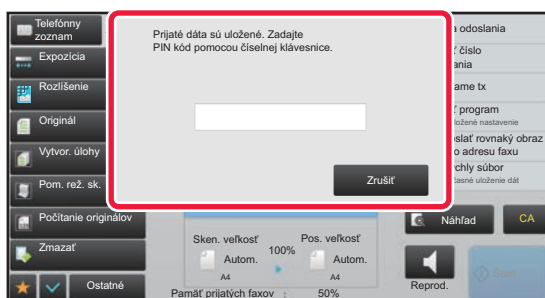 Telefónny
zoznam
Expozícia
Rozlíšenie
Originál
Vytvor. úlohy
Pom. rež. sk.
Počítanie originálov
Zmazať
Ostatné
Prijaté dáta sú uložené. Zadajte
PIN kód pomocou číselnej klávesnice.
Zrušiť
Sken. veľkosť
100%
Pos. veľkosť
Autom.
A4
Autom.
A4
Pamäť prijatých faxov : 50%
a odoslania
číslo
ania
ame tx
program
ložené nastavenie
oslať rovnaký obraz
o adresu faxu
chly súbor
časné uloženie dát
Náhľad
CA
Reprod.
Štart